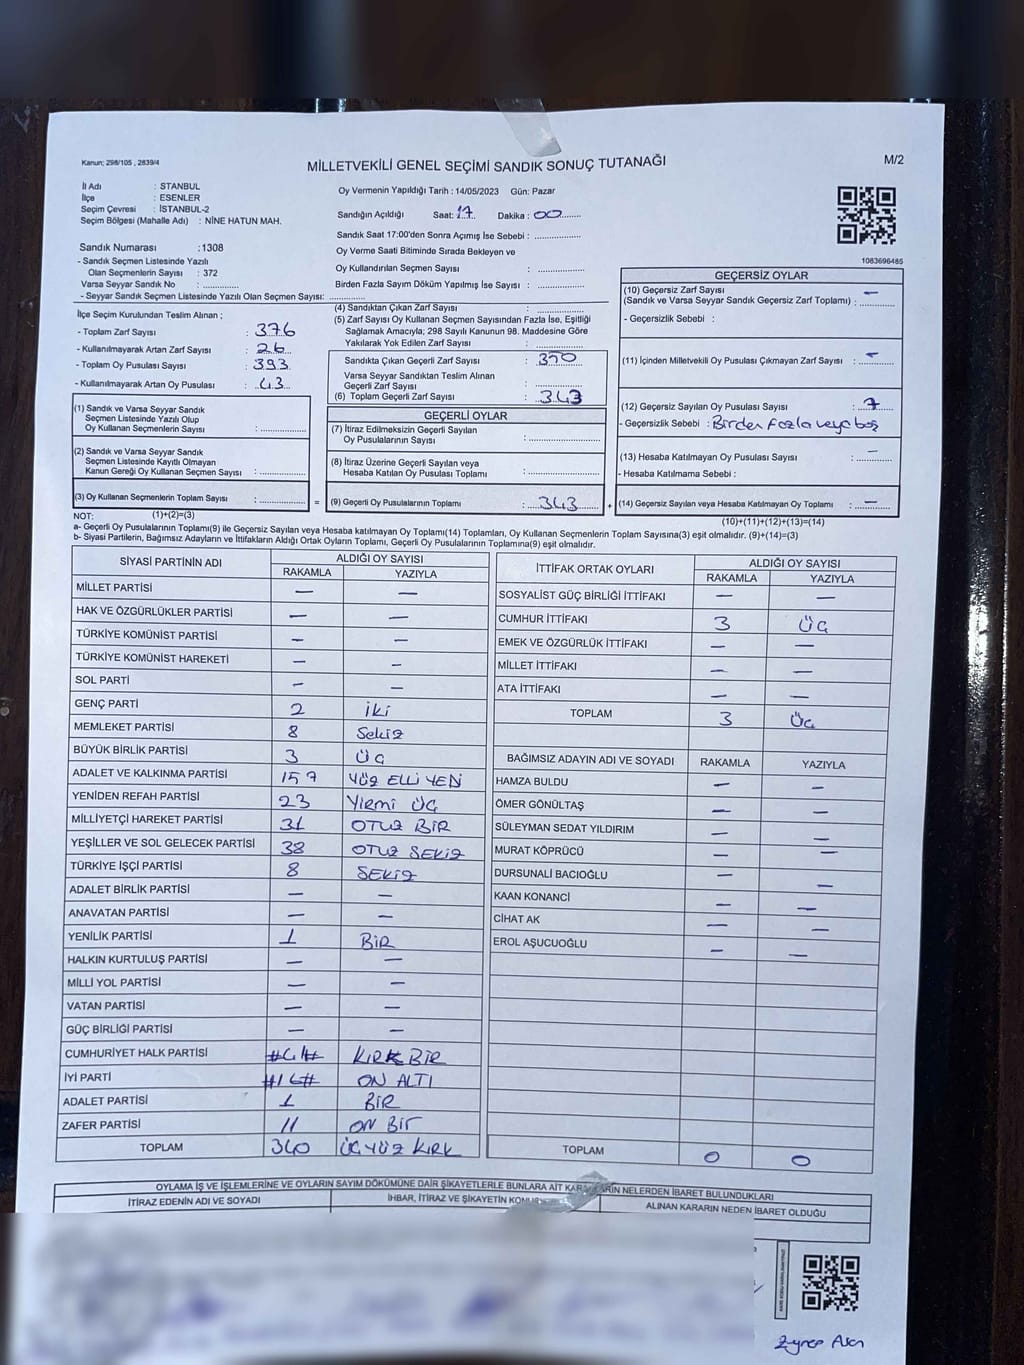 Kanun; 298/105 , 2839/4
MİLLETVEKİLİ GENEL SEÇİMİ SANDIK SONUÇ TUTANAĞI
M/2
İl Adı : STANBUL
İlçe : ESENLER
Seçim Çevresi : İSTANBUL-2
Seçim Bölgesi (Mahalle Adı) : NİNE HATUN MAH.
Sandık Numarası : 1308
- Sandık Seçmen Listesinde Yazılı
Olan Seçmenlerin Sayısı : 372
Varsa Seyyar Sandık No : ..............
- Seyyar Sandık Seçmen Listesinde Yazılı Olan Seçmen Sayısı: ..............
Oy Vermenin Yapıldığı Tarih : 14/05/2023 Gün: Pazar
Sandığın Açıldığı Saat: 17 Dakika : 00
Sandık Saat 17:00'den Sonra Açımış İse Sebebi : ..............
Oy Verme Saati Bitiminde Sırada Bekleyen ve
Oy Kullandırılan Seçmen Sayısı : ..............
Birden Fazla Sayım Döküm Yapılmış İse Sayısı : ..............
1083696485
İlçe Seçim Kurulundan Teslim Alınan ;
- Toplam Zarf Sayısı : 376
- Kullanılmayarak Artan Zarf Sayısı : 26
- Toplam Oy Pusulası Sayısı : 393
- Kullanılmayarak Artan Oy Pusulası : 43
(1) Sandık ve Varsa Seyyar Sandık
Seçmen Listesinde Yazılı Olup
Oy Kullanan Seçmenlerin Sayısı : ..............
(2) Sandık ve Varsa Seyyar Sandık
Seçmen Listesinde Kayıtlı Olmayan
Kanun Gereği Oy Kullanan Seçmen Sayısı : ..............
(3) Oy Kullanan Seçmenlerin Toplam Sayısı : .............. =
(4) Sandıktan Çıkan Zarf Sayısı : ..............
(5) Zarf Sayısı Oy Kullanan Seçmen Sayısından Fazla İse, Eşitliği
Sağlamak Amacıyla; 298 Sayılı Kanunun 98. Maddesine Göre
Yakılarak Yok Edilen Zarf Sayısı : ..............
Sandıkta Çıkan Geçerli Zarf Sayısı : 350
Varsa Seyyar Sandıktan Teslim Alınan
Geçerli Zarf Sayısı : ..............
(6) Toplam Geçerli Zarf Sayısı : 343
GEÇERLİ OYLAR
(7) İtiraz Edilmeksizin Geçerli Sayılan
Oy Pusulalarının Sayısı : ..............
(8) İtiraz Üzerine Geçerli Sayılan veya
Hesaba Katılan Oy Pusulası Toplamı : ..............
(9) Geçerli Oy Pusulalarının Toplamı : 343 +
GEÇERSİZ OYLAR
(10) Geçersiz Zarf Sayısı
(Sandık ve Varsa Seyyar Sandık Geçersiz Zarf Toplamı) : —
- Geçersizlik Sebebi :
(11) İçinden Milletvekili Oy Pusulası Çıkmayan Zarf Sayısı : —
(12) Geçersiz Sayılan Oy Pusulası Sayısı : 7
- Geçersizlik Sebebi : Birden fazla veya boş
(13) Hesaba Katılmayan Oy Pusulası Sayısı : —
- Hesaba Katılmama Sebebi :
(14) Geçersiz Sayılan veya Hesaba Katılmayan Oy Toplamı : —
NOT: (1)+(2)=(3)
(10)+(11)+(12)+(13)=(14)
a- Geçerli Oy Pusulalarının Toplamı(9) ile Geçersiz Sayılan veya Hesaba katılmayan Oy Toplamı(14) Toplamları, Oy Kullanan Seçmenlerin Toplam Sayısına(3) eşit olmalıdır. (9)+(14)=(3)
b- Siyasi Partilerin, Bağımsız Adayların ve İttifakların Aldığı Ortak Oyların Toplamı, Geçerli Oy Pusulalarının Toplamına(9) eşit olmalıdır.
SİYASİ PARTİNİN ADI ALDIĞI OY SAYISI
RAKAMLA YAZIYLA
MİLLET PARTİSİ — —
HAK VE ÖZGÜRLÜKLER PARTİSİ — —
TÜRKİYE KOMÜNİST PARTİSİ — —
TÜRKİYE KOMÜNİST HAREKETİ — —
SOL PARTİ — —
GENÇ PARTİ 2 iki
MEMLEKET PARTİSİ 8 Sekiz
BÜYÜK BİRLİK PARTİSİ 3 Üç
ADALET VE KALKINMA PARTİSİ 157 YÜZ ELLİ YEDİ
YENİDEN REFAH PARTİSİ 23 Yirmi Üç
MİLLİYETÇİ HAREKET PARTİSİ 31 OTUZ BİR
YEŞİLLER VE SOL GELECEK PARTİSİ 38 OTUZ SEKİZ
TÜRKİYE İŞÇİ PARTİSİ 8 SEKİZ
ADALET BİRLİK PARTİSİ — —
ANAVATAN PARTİSİ — —
YENİLİK PARTİSİ 1 BİR
HALKIN KURTULUŞ PARTİSİ — —
MİLLİ YOL PARTİSİ — —
VATAN PARTİSİ — —
GÜÇ BİRLİĞİ PARTİSİ — —
CUMHURİYET HALK PARTİSİ #41# KIRK BİR
İYİ PARTİ #16# ON ALTI
ADALET PARTİSİ 1 BİR
ZAFER PARTİSİ 11 ON BİR
TOPLAM 340 ÜÇ YÜZ KIRK
İTTİFAK ORTAK OYLARI ALDIĞI OY SAYISI
RAKAMLA YAZIYLA
SOSYALİST GÜÇ BİRLİĞİ İTTİFAKI — —
CUMHUR İTTİFAKI 3 ÜÇ
EMEK VE ÖZGÜRLÜK İTTİFAKI — —
MİLLET İTTİFAKI — —
ATA İTTİFAKI — —
TOPLAM 3 Üç
BAĞIMSIZ ADAYIN ADI VE SOYADI RAKAMLA YAZIYLA
HAMZA BULDU — —
ÖMER GÖNÜLTAŞ — —
SÜLEYMAN SEDAT YILDIRIM — —
MURAT KÖPRÜCÜ — —
DURSUNALİ BACIOĞLU — —
KAAN KONANCİ — —
CİHAT AK — —
EROL AŞUCUOĞLU — —
TOPLAM 0 0
OYLAMA İŞ VE İŞLEMLERİNE VE OYLARIN SAYIM DÖKÜMÜNE DAİR ŞİKAYETLERLE BUNLARA AİT KARARLARIN NELERDEN İBARET BULUNDUKLARI
İTİRAZ EDENİN ADI VE SOYADI İHBAR, İTİRAZ VE ŞİKAYETİN KONUSU ALINAN KARARIN NEDEN İBARET OLDUĞU